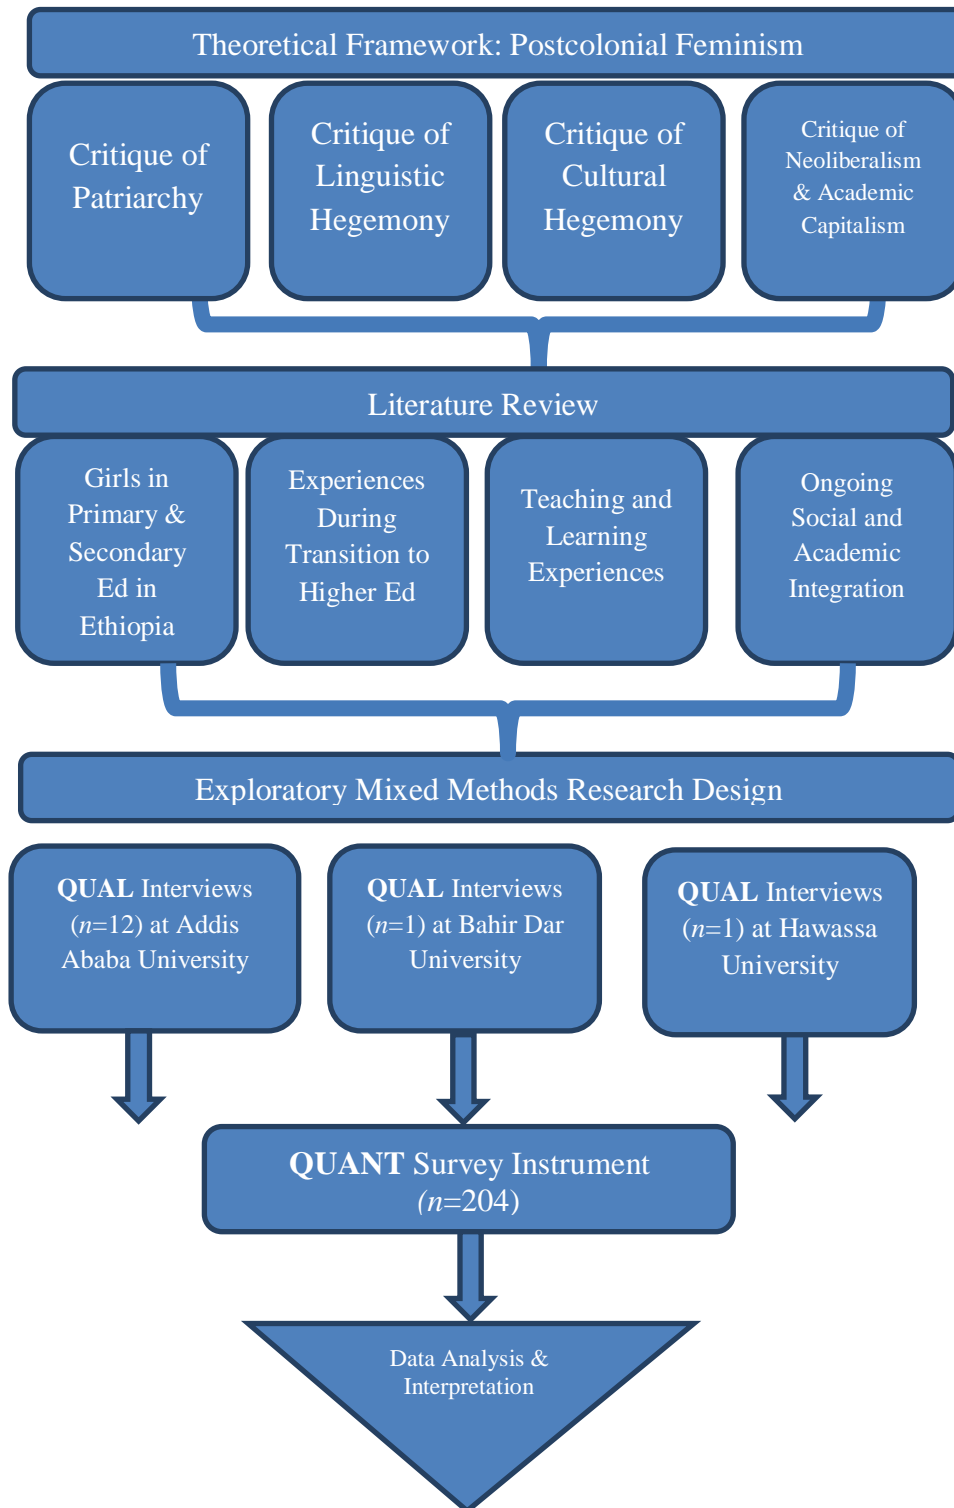 Theoretical Framework: Postcolonial Feminism
Critique of
Patriarchy
Critique of
Linguistic
Hegemony
Critique of
Cultural
Hegemony
Critique of
Neoliberalism
& Academic
Capitalism
Literature Review
Girls in
Primary &
Secondary
Ed in
Ethiopia
Experiences
During
Transition to
Higher Ed
Teaching and
Learning
Experiences
Ongoing
Social and
Academic
Integration
Exploratory Mixed Methods Research Design
QUAL Interviews
(n=12) at Addis
Ababa University
QUAL Interviews
(n=1) at Bahir Dar
University
QUAL Interviews
(n=1) at Hawassa
University
QUANT Survey Instrument
(n=204)
Data Analysis &
Interpretation